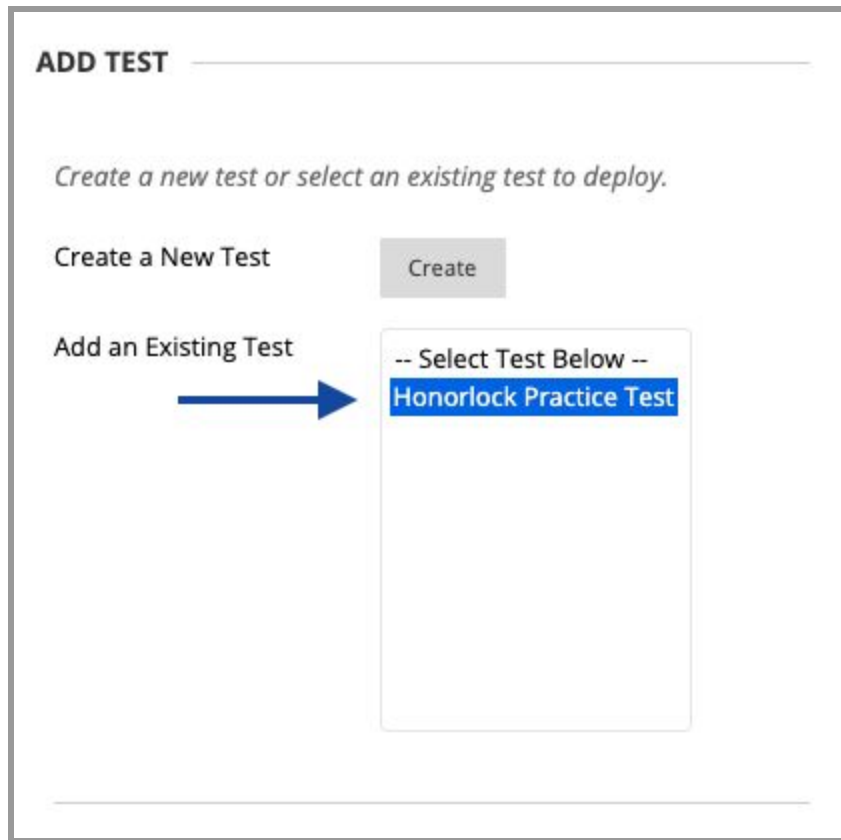 ADD TEST
Create a new test or select an existing test to deploy.
Create a New Test
Create
Add an Existing Test
-- Select Test Below --
Honorlock Practice Test